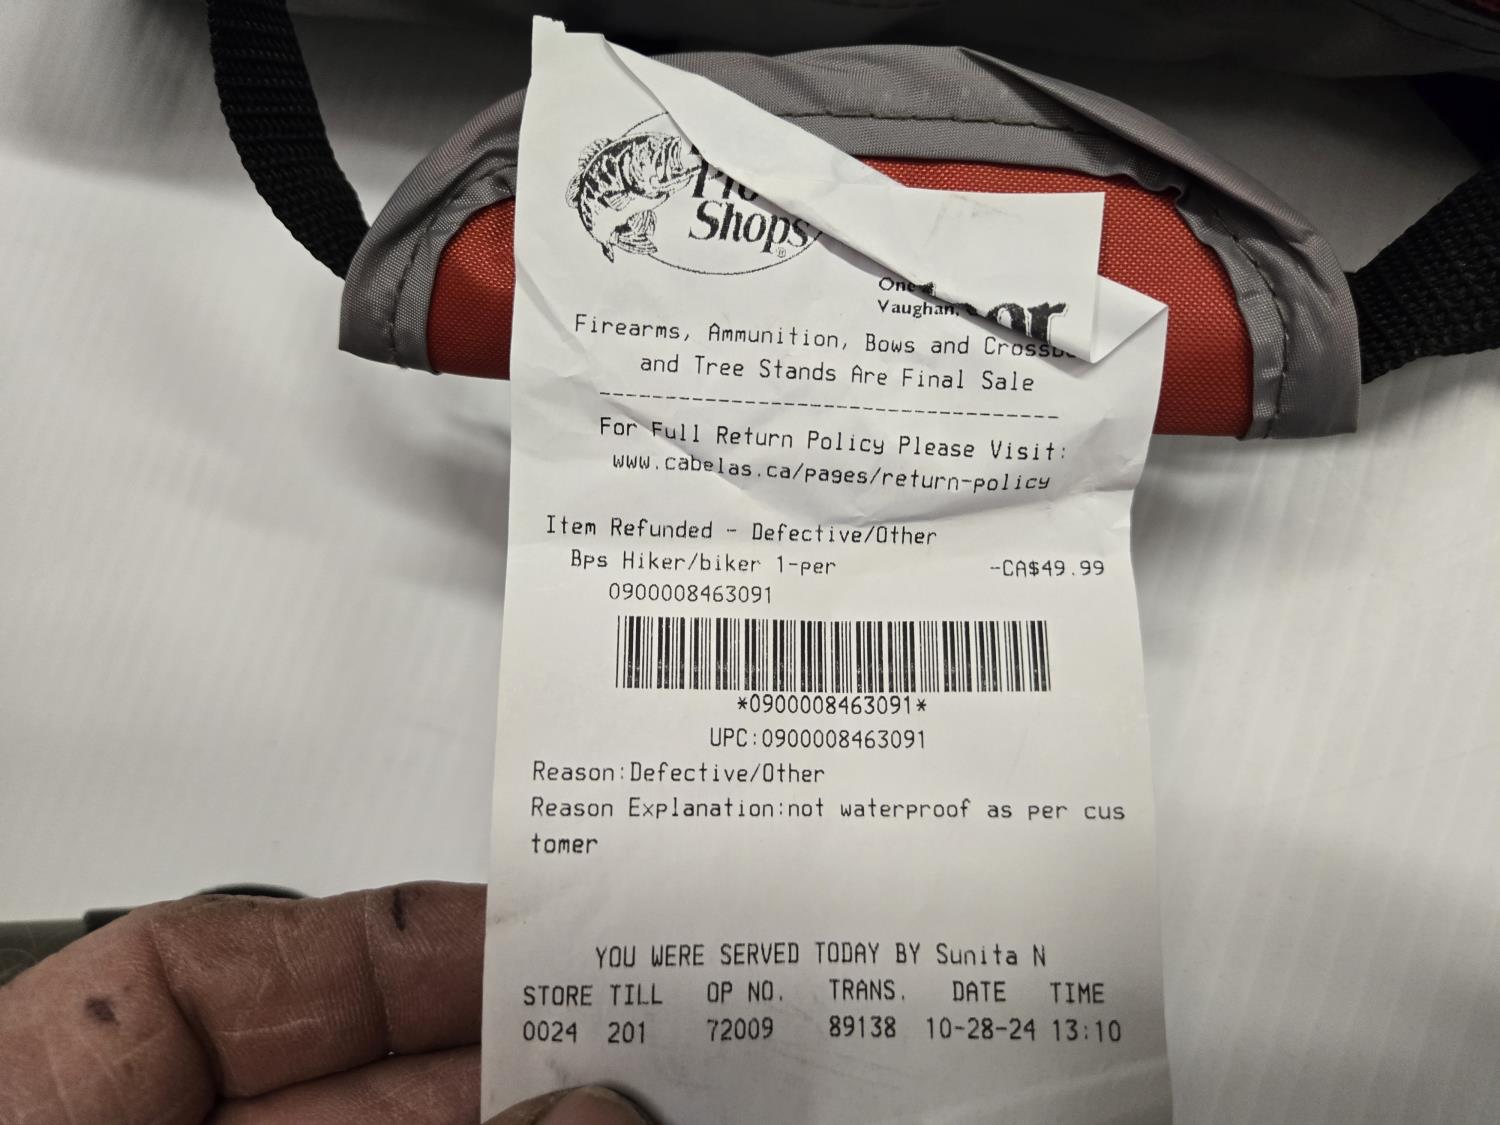 Pro
Shops
One
Vaughan,
or
Firearms, Ammunition, Bows and Crossbo
and Tree Stands Are Final Sale
--------------------------------------
For Full Return Policy Please Visit:
www.cabelas.ca/pages/return-policy
Item Refunded - Defective/Other
Bps Hiker/biker 1-per -CA$49.99
0900008463091
*0900008463091*
UPC:0900008463091
Reason:Defective/Other
Reason Explanation:not waterproof as per cus
tomer
YOU WERE SERVED TODAY BY Sunita N
STORE TILL OP NO. TRANS. DATE TIME
0024 201 72009 89138 10-28-24 13:10